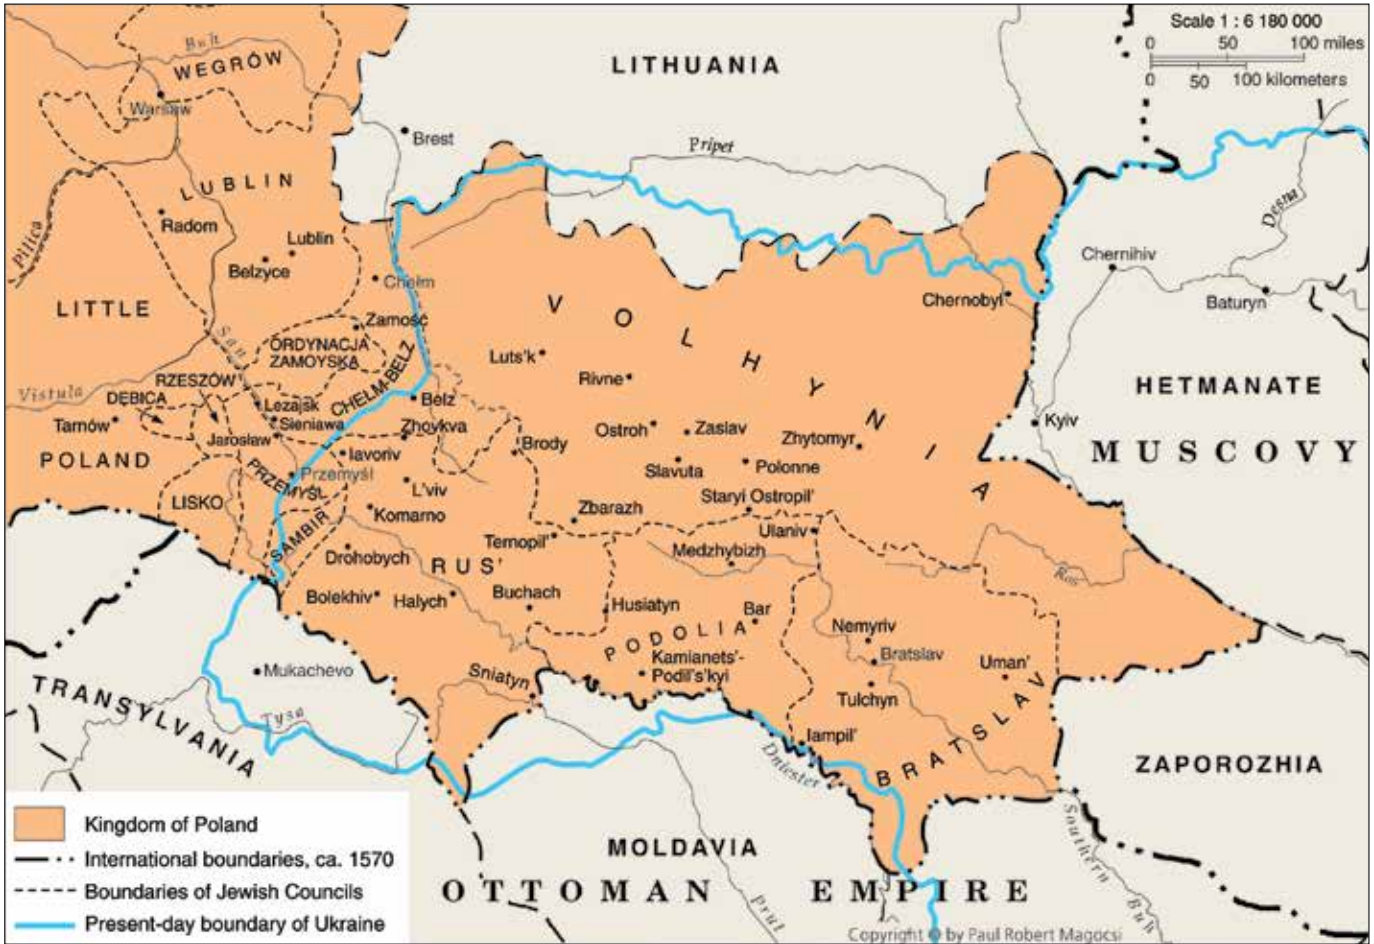 Scale 1 : 6 180 000
0 50 100 miles
0 50 100 kilometers
Buh
WĘGRÓW
Warsaw
LITHUANIA
Brest
Pripet
Desna
LUBLIN
Pilica
Radom
Lublin
Belzyce
Chełm
Chernihiv
Baturyn
Chernobyl
LITTLE
POLAND
San
Zamość
ORDYNACJA
ZAMOYSKA
VOLHYNIA
Luts'k
Rivne
HETMANATE
MUSCOVY
Vistula
RZESZÓW
DĘBICA
CHELM-BELZ
Belz
Lezajsk
Sieniawa
Tarnów
Jarosław
Zhovkva
Brody
Ostroh
Zaslav
Zhytomyr
Kyiv
Iavoriv
Przemyśl
PRZEMYŚL
Slavuta
Polonne
LISKO
L'viv
Komarno
Zbarazh
Staryi Ostropil'
SAMBIR
Ternopil'
Ulaniv
Drohobych
RUS'
Medzhybizh
Ros
Bolekhiv
Halych
Buchach
Husiatyn
Bar
PODOLIA
Nemyriv
Bratslav
Mukachevo
Sniatyn
Kamianets'-
Podil's'kyi
Tulchyn
Uman'
TRANSYLVANIA
Tysa
Iampil'
Dniester
BRATSLAV
ZAPOROZHIA
Southern Buh
MOLDAVIA
OTTOMAN EMPIRE
Prut
Kingdom of Poland
International boundaries, ca. 1570
Boundaries of Jewish Councils
Present-day boundary of Ukraine
Copyright © by Paul Robert Magocsi